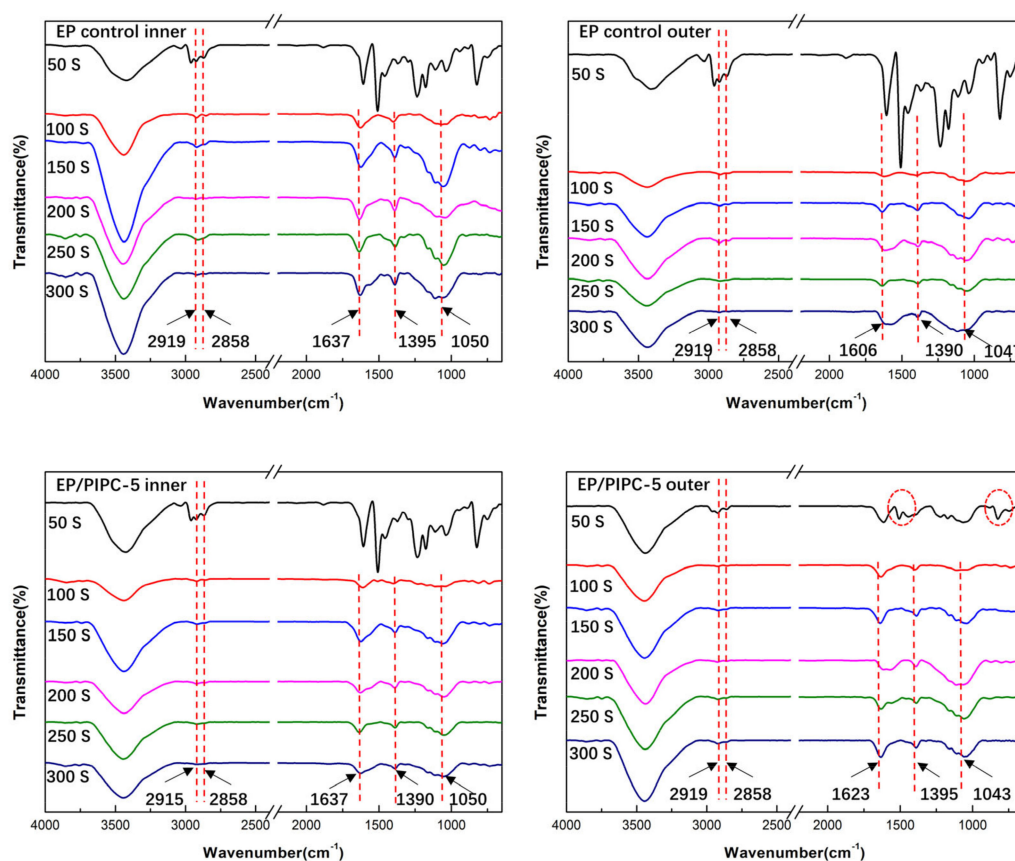 EP control inner
50 S
100 S
150 S
200 S
250 S
300 S
2919 2858 1637 1395 1050
4000 3500 3000 2500 1500 1000
Wavenumber(cm-1)
Transmittance(%)
EP control outer
50 S
100 S
150 S
200 S
250 S
300 S
2919 2858 1606 1390 1047
4000 3500 3000 2500 2000 1500 1000
Wavenumber(cm-1)
Transmittance(%)
EP/PIPC-5 inner
50 S
100 S
150 S
200 S
250 S
300 S
2915 2858 1637 1390 1050
4000 3500 3000 2500 1500 1000
Wavenumber(cm-1)
Transmittance(%)
EP/PIPC-5 outer
50 S
100 S
150 S
200 S
250 S
300 S
2919 2858 1623 1395 1043
4000 3500 3000 2500 2000 1500 1000
Wavenumber(cm-1)
Transmittance(%)